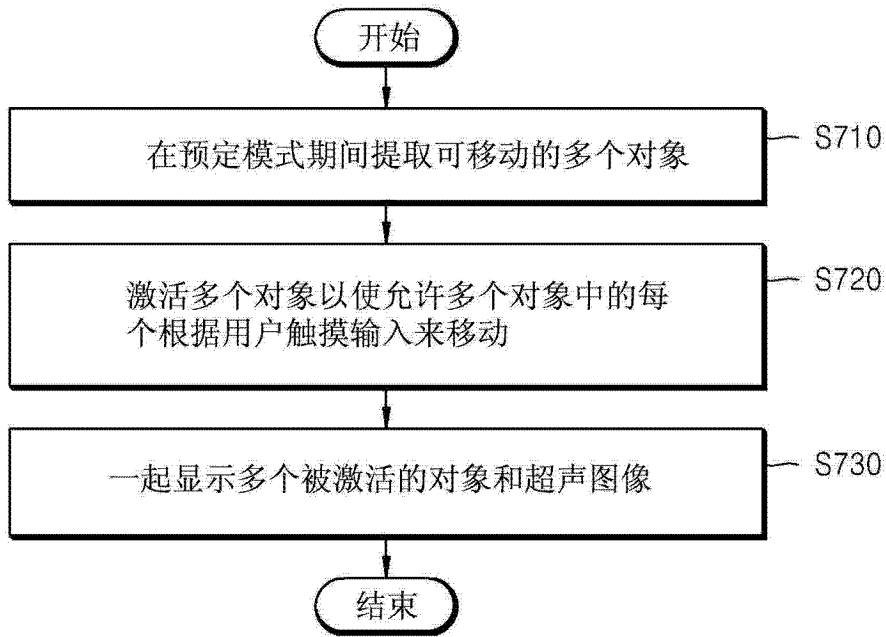 开始
在预定模式期间提取可移动的多个对象
S710
激活多个对象以使允许多个对象中的每
个根据用户触摸输入来移动
S720
一起显示多个被激活的对象和超声图像
S730
结束